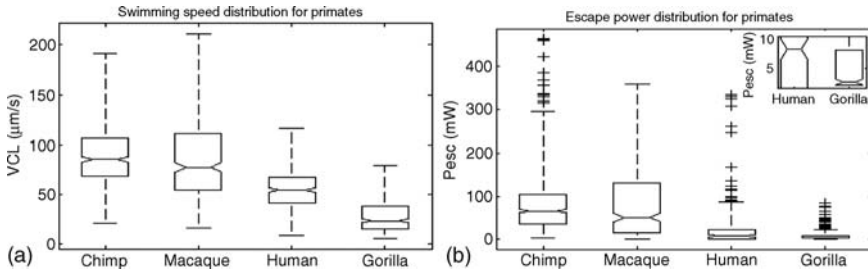 Swimming speed distribution for primates
VCL (μm/s)
200
150
100
50
0
Chimp Macaque Human Gorilla
(a)
Escape power distribution for primates
Pesc (mW)
400
300
200
100
0
Chimp Macaque Human Gorilla
(b)
Pesc (mW)
10
5
Human Gorilla